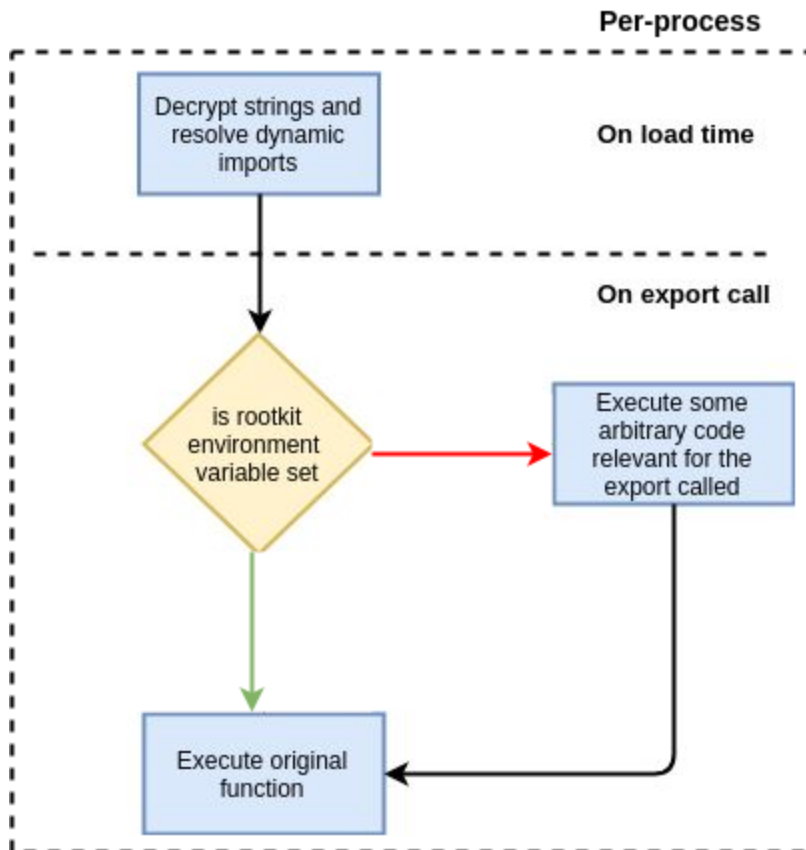 Per-process
Decrypt strings and
resolve dynamic
imports
On load time
On export call
is rootkit
environment
variable set
Execute some
arbitrary code
relevant for the
export called
Execute original
function